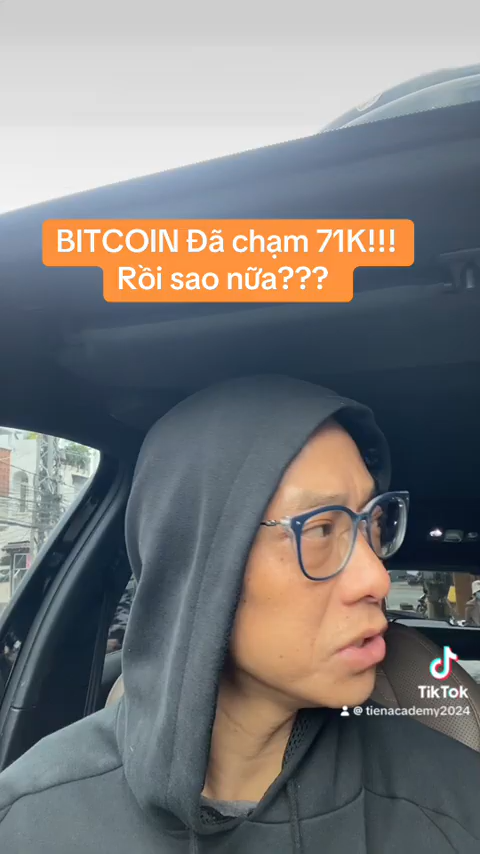 BITCOIN Đã chạm 71K!!!
Rồi sao nữa???
TikTok
@tienacademy2024